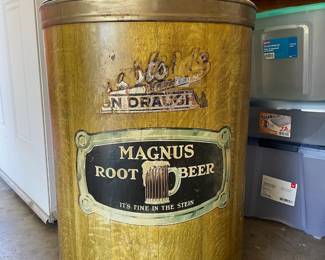 ON DRAUGHT
MAGNUS
ROOT BEER
IT'S FINE IN THE STEIN